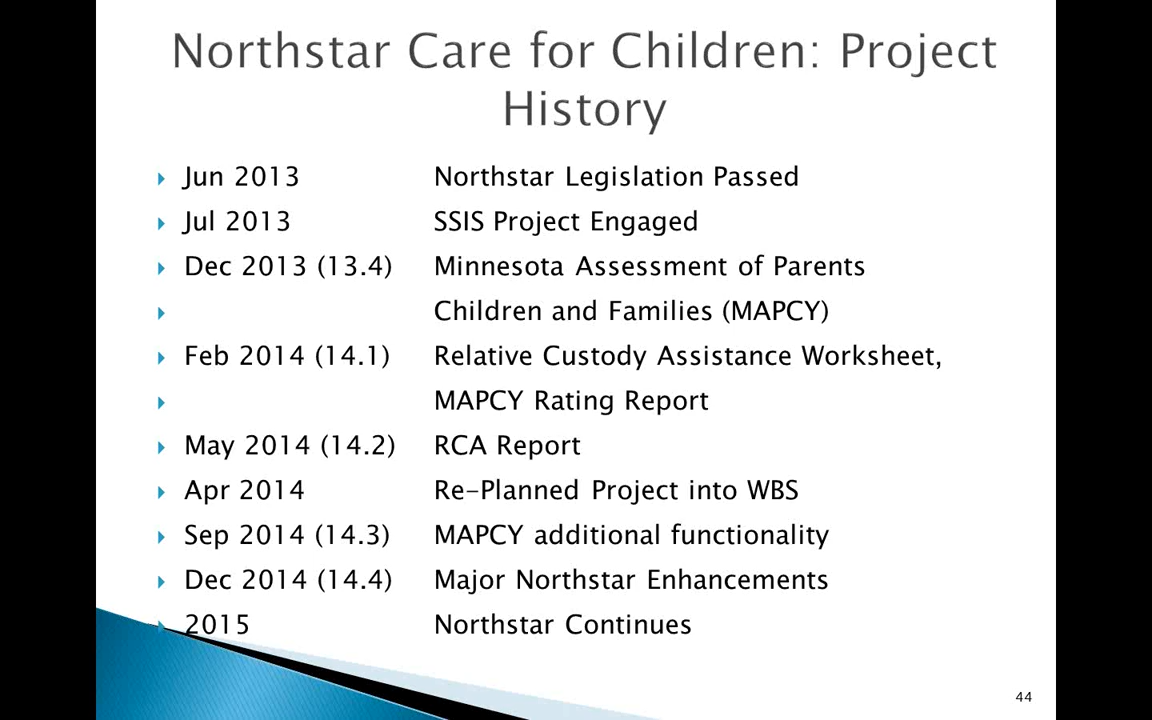 Northstar Care for Children: Project
History
Jun 2013 Northstar Legislation Passed
Jul 2013 SSIS Project Engaged
Dec 2013 (13.4) Minnesota Assessment of Parents
Children and Families (MAPCY)
Feb 2014 (14.1) Relative Custody Assistance Worksheet,
MAPCY Rating Report
May 2014 (14.2) RCA Report
Apr 2014 Re-Planned Project into WBS
Sep 2014 (14.3) MAPCY additional functionality
Dec 2014 (14.4) Major Northstar Enhancements
2015 Northstar Continues
44